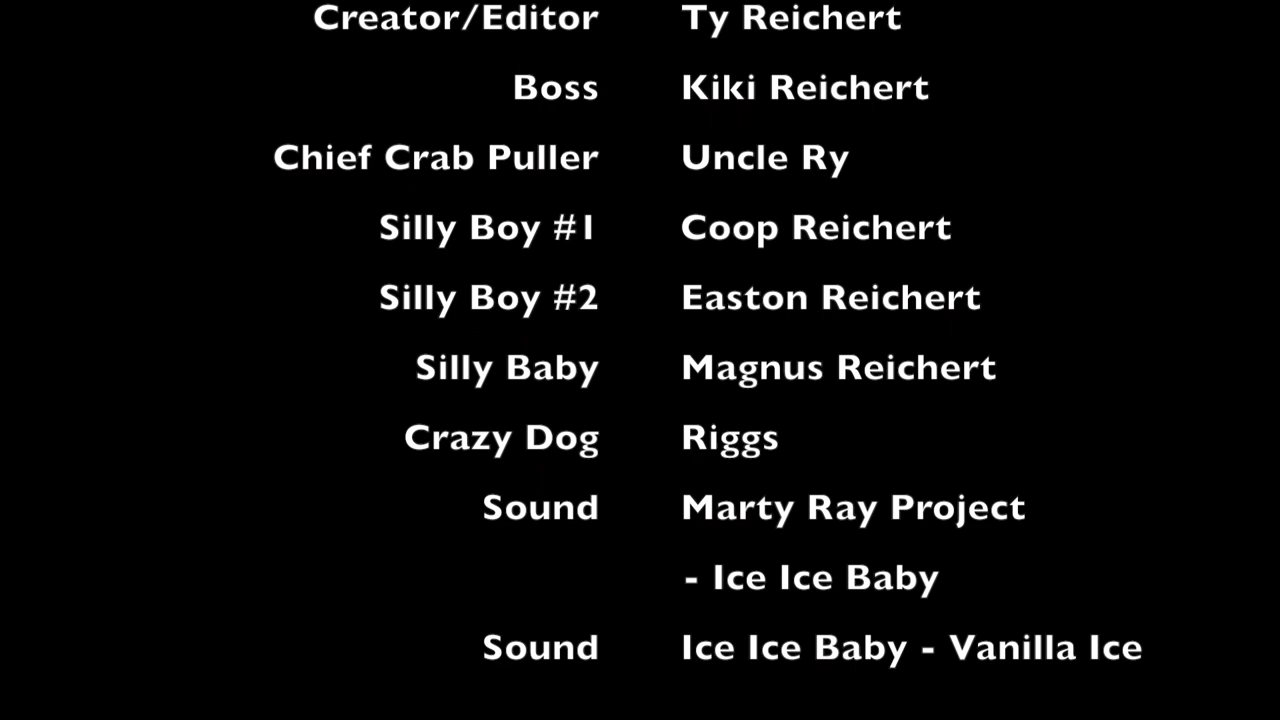 Creator/Editor Ty Reichert
Boss Kiki Reichert
Chief Crab Puller Uncle Ry
Silly Boy #1 Coop Reichert
Silly Boy #2 Easton Reichert
Silly Baby Magnus Reichert
Crazy Dog Riggs
Sound Marty Ray Project
- Ice Ice Baby
Sound Ice Ice Baby - Vanilla Ice